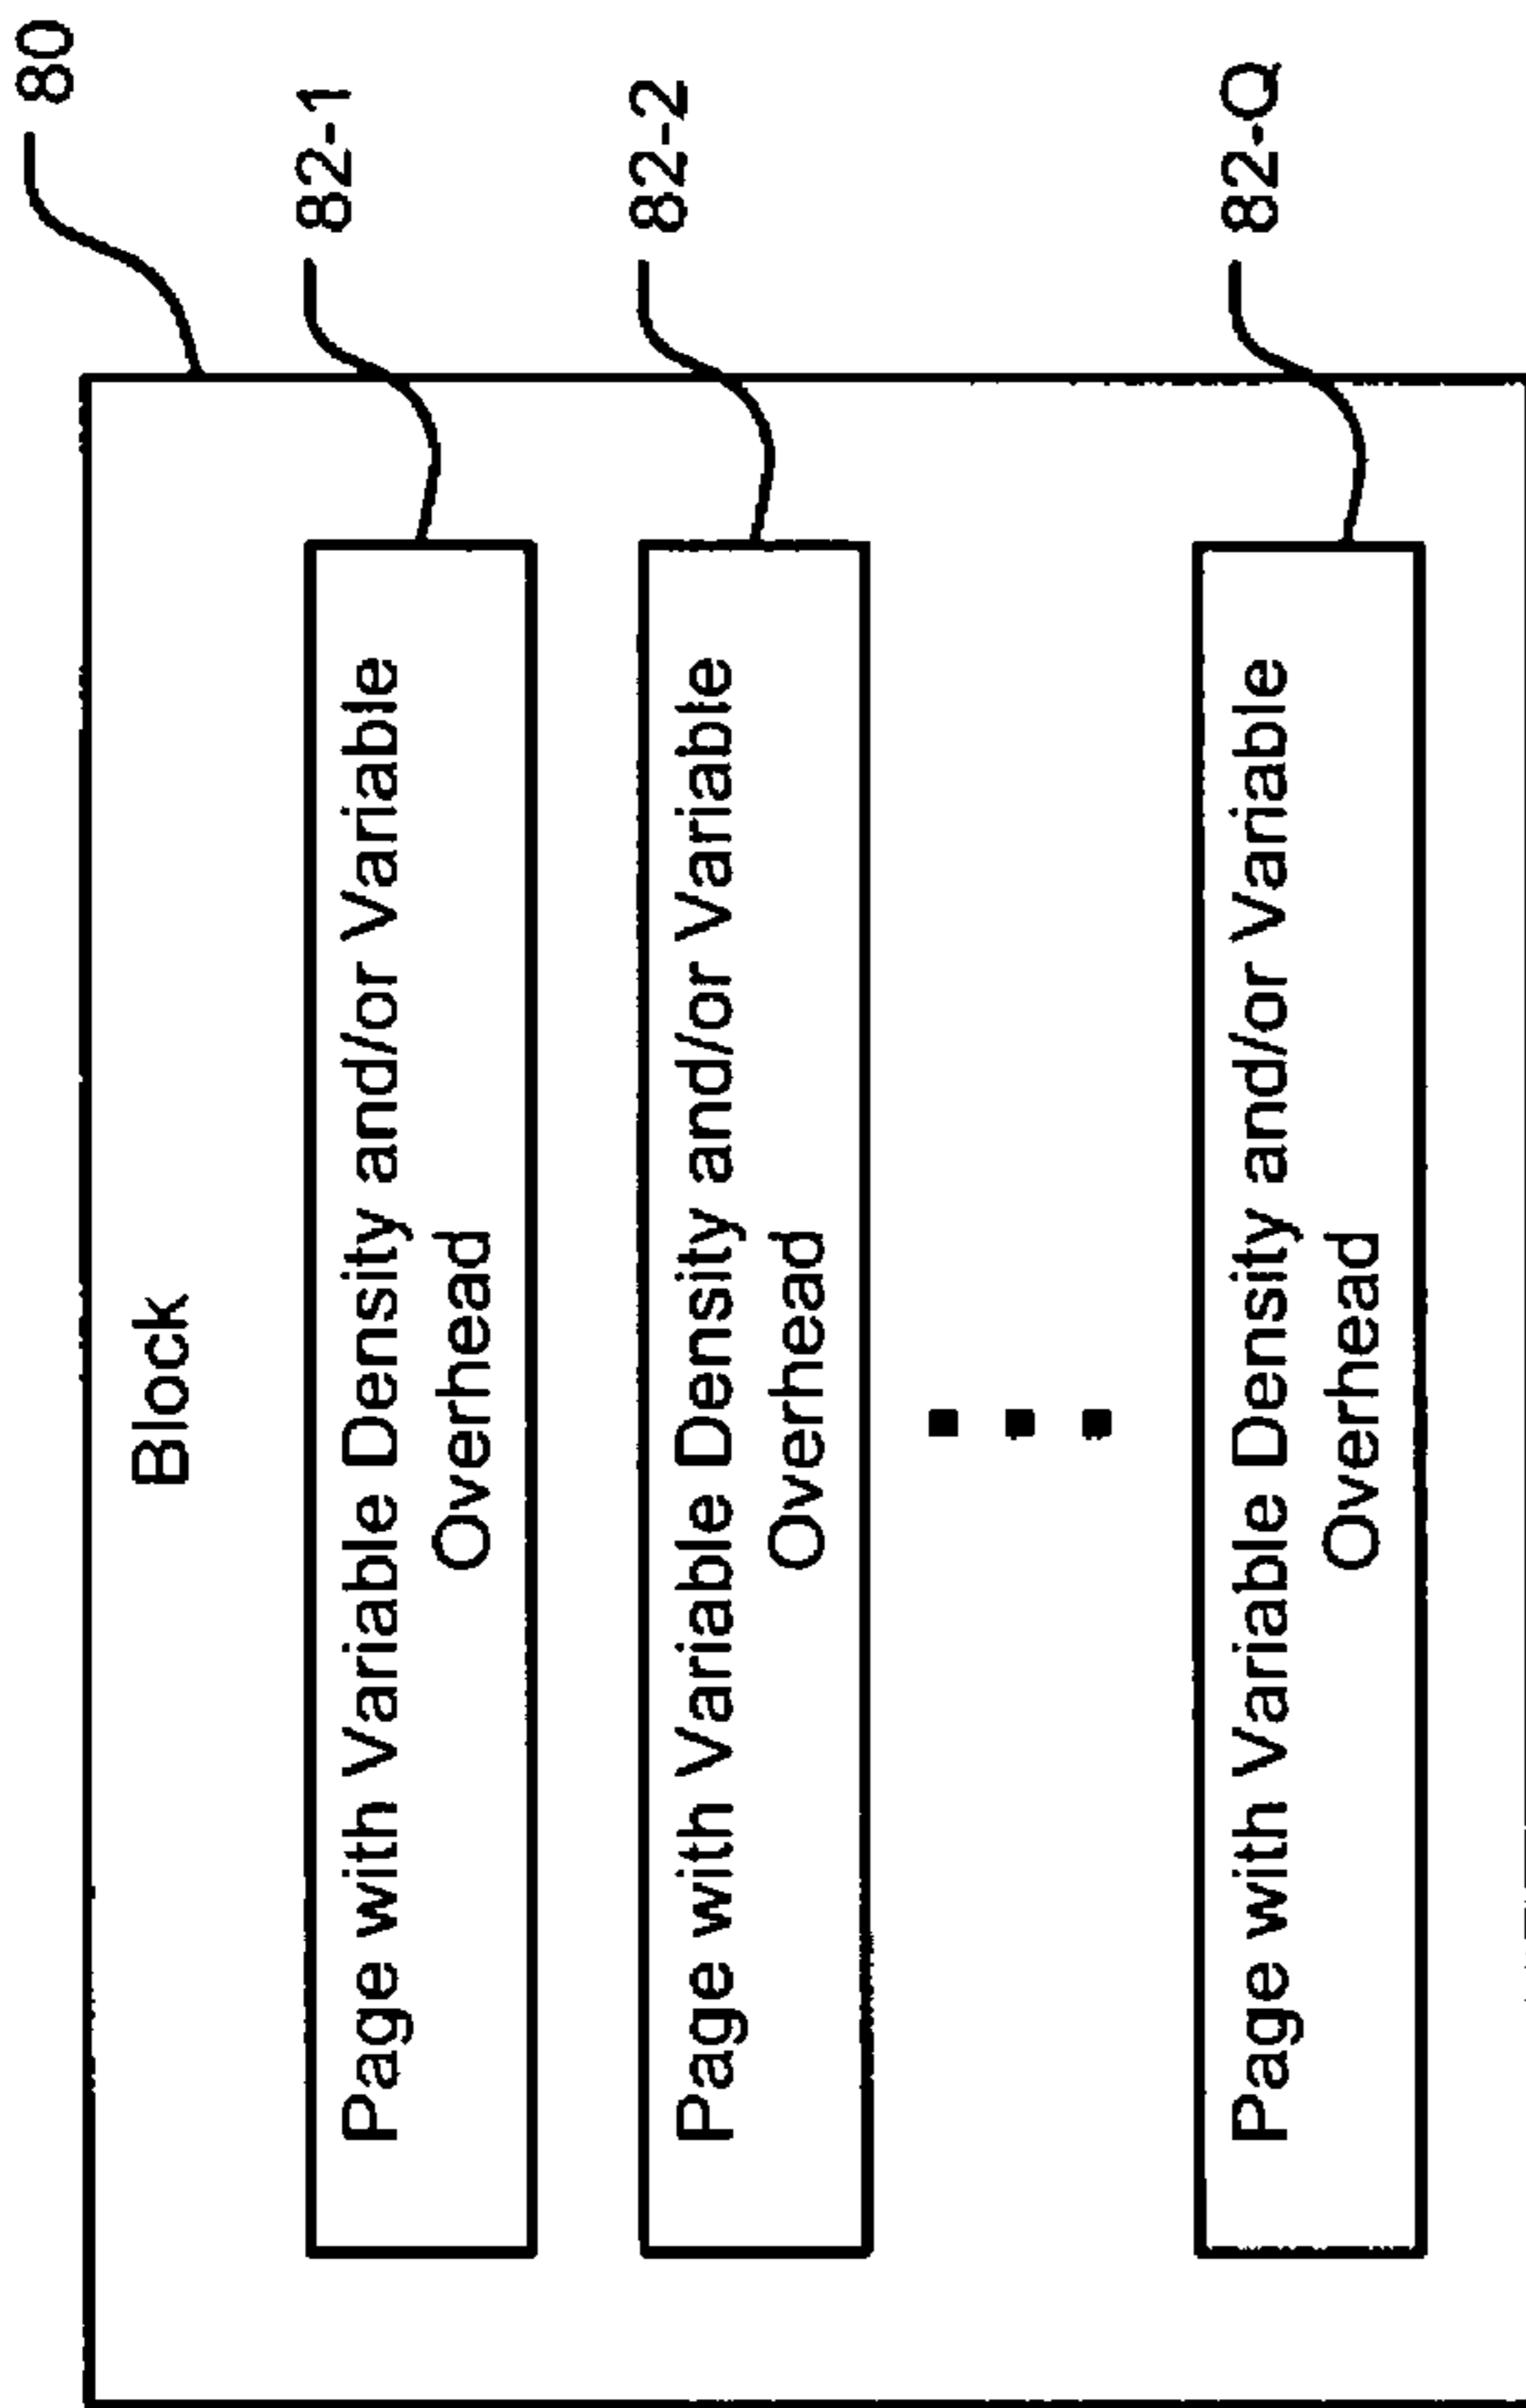 80
Block
82-1
Page with Variable Density and/or Variable
Overhead
82-2
Page with Variable Density and/or Variable
Overhead
82-Q
Page with Variable Density and/or Variable
Overhead